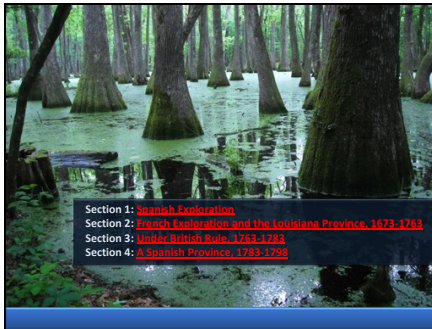 Section 1: Spanish Exploration
Section 2: French Exploration and the Louisiana Province, 1673-1763
Section 3: Under British Rule, 1763-1783
Section 4: A Spanish Province, 1783-1798